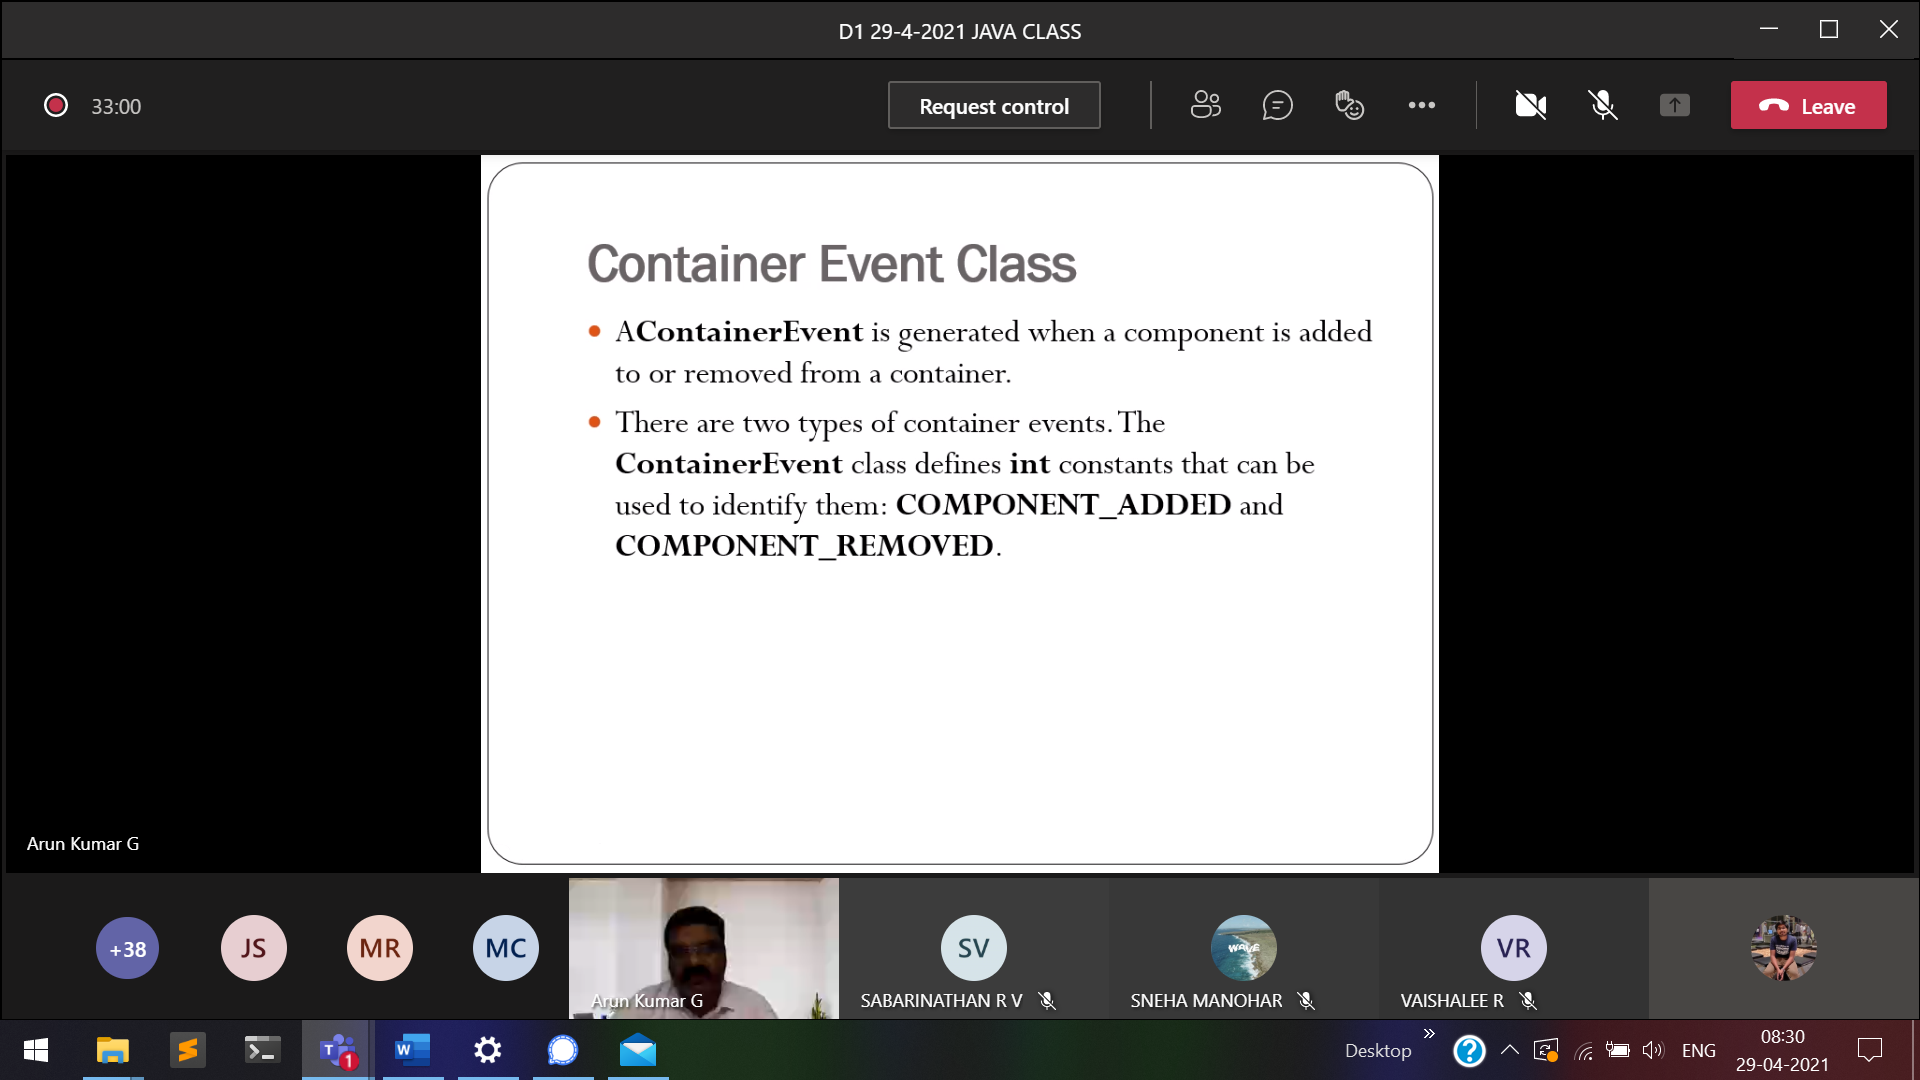 D1 29-4-2021 JAVA CLASS
33:00
Request control
Leave
Container Event Class
AContainerEvent is generated when a component is added
to or removed from a container.
There are two types of container events. The
ContainerEvent class defines int constants that can be
used to identify them: COMPONENT_ADDED and
COMPONENT_REMOVED.
Arun Kumar G
+38
JS
MR
MC
Arun Kumar G
SV
SABARINATHAN R V
WAVE
SNEHA MANOHAR
VR
VAISHALEE R
T
1
W
Desktop
»
?
ENG
08:30
29-04-2021